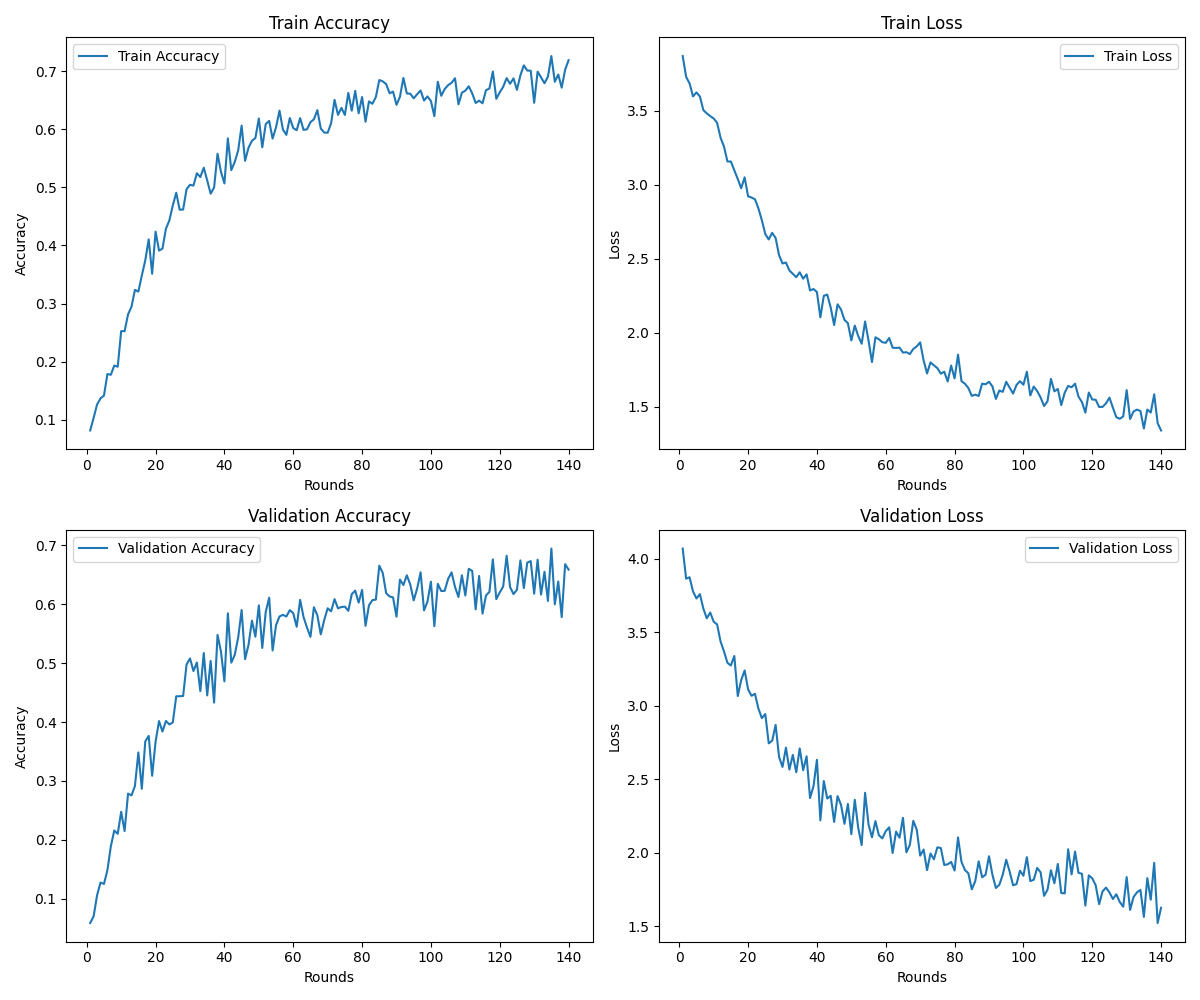 Train Accuracy
Train Accuracy
0.7
0.6
0.5
0.4
0.3
0.2
0.1
Accuracy
0 20 40 60 80 100 120 140
Rounds
Train Loss
Train Loss
3.5
3.0
2.5
2.0
1.5
Loss
0 20 40 60 80 100 120 140
Rounds
Validation Accuracy
Validation Accuracy
0.7
0.6
0.5
0.4
0.3
0.2
0.1
Accuracy
0 20 40 60 80 100 120 140
Rounds
Validation Loss
Validation Loss
4.0
3.5
3.0
2.5
2.0
1.5
Loss
0 20 40 60 80 100 120 140
Rounds